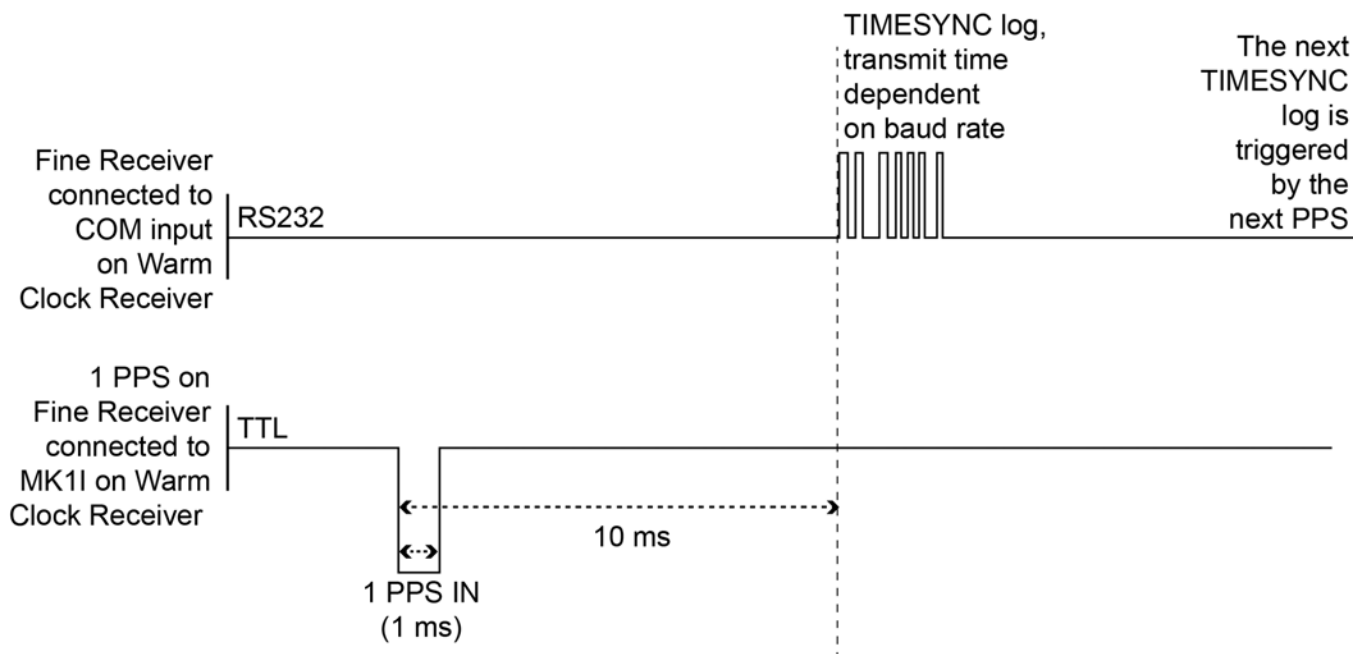 TIMESYNC log,
transmit time
dependent
on baud rate
The next
TIMESYNC
log is
triggered
by the
next PPS
Fine Receiver
connected to
COM input
on Warm
Clock Receiver
RS232
1 PPS on
Fine Receiver
connected to
MK1I on Warm
Clock Receiver
TTL
10 ms
1 PPS IN
(1 ms)